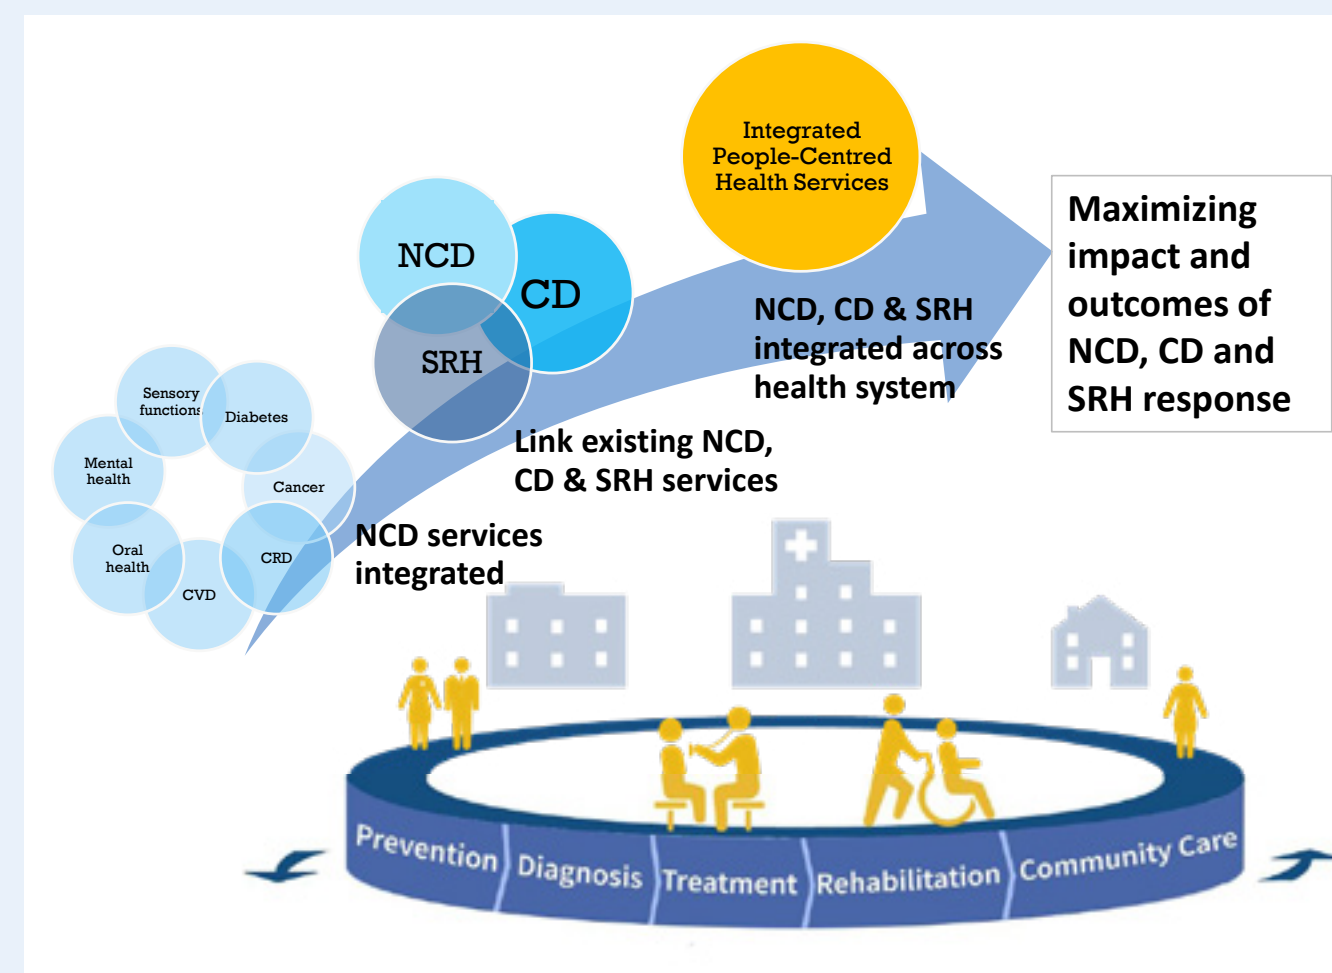 Integrated
People-Centred
Health Services
Maximizing
impact and
outcomes of
NCD, CD and
SRH response
NCD
CD
SRH
NCD, CD & SRH
integrated across
health system
Link existing NCD,
CD & SRH services
Sensory
functions
Diabetes
Mental
health
Cancer
Oral
health
CRD
CVD
NCD services
integrated
Prevention
Diagnosis
Treatment
Rehabilitation
Community Care